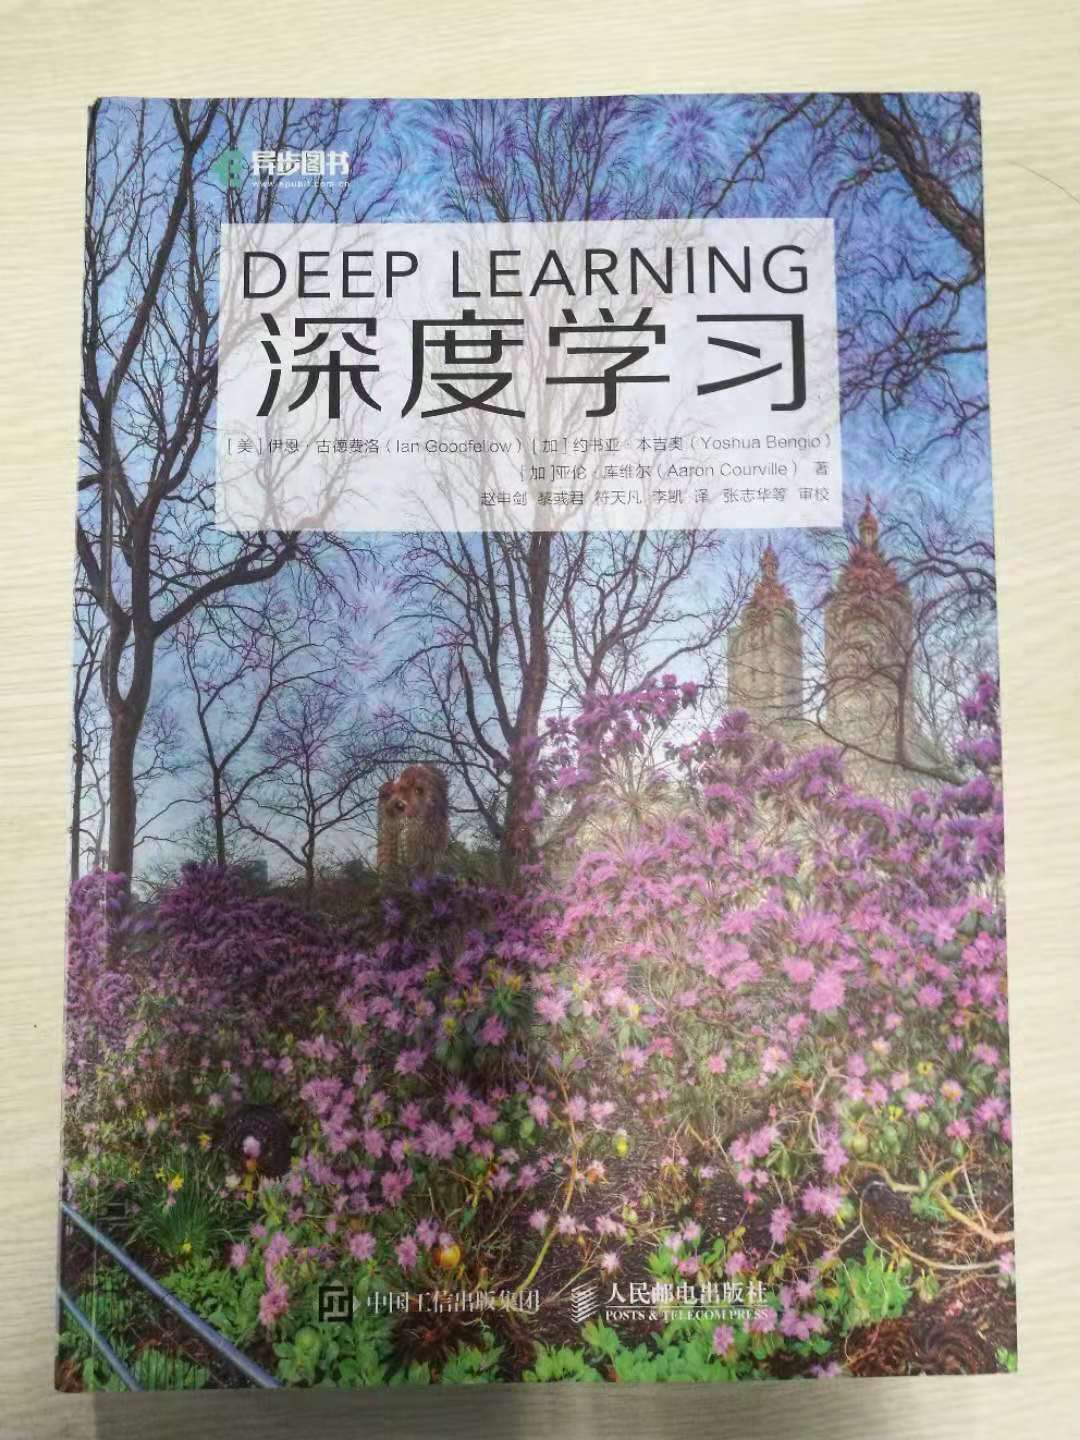 异步图书
www.epubit.com.cn
DEEP LEARNING
深度学习
[美]伊恩·古德费洛（Ian Goodfellow）[加]约书亚·本吉奥（Yoshua Bengio）
[加]亚伦·库维尔（Aaron Courville） 著
赵申剑 黎彧君 符天凡 李凯 译 张志华等 审校
中国工信出版集团
人民邮电出版社
POSTS & TELECOM PRESS